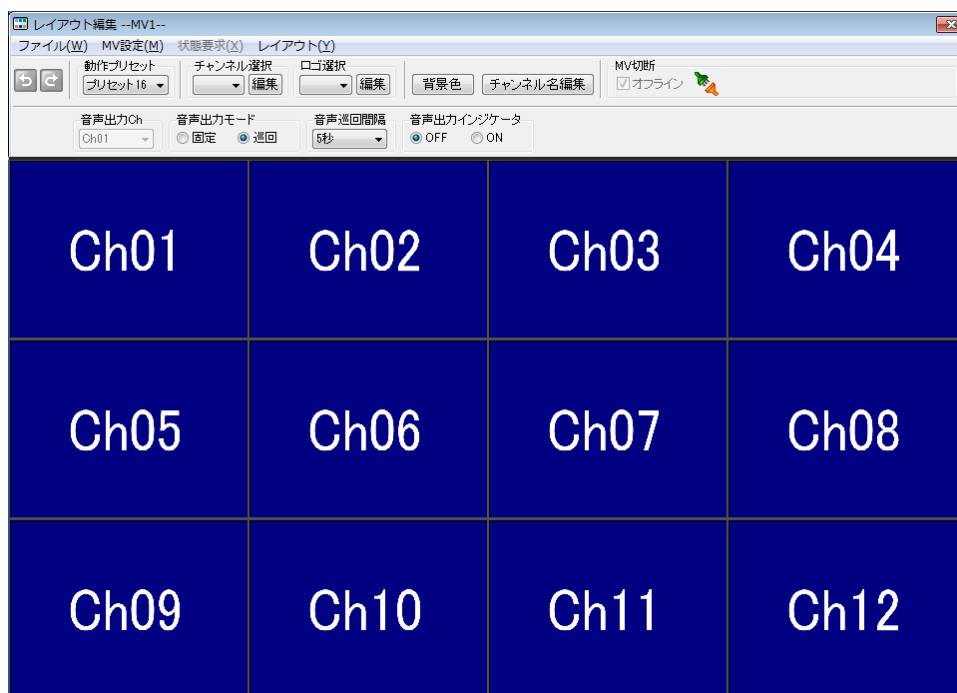 レイアウト編集 --MV1--
ファイル(W) MV設定(M) 状態要求(X) レイアウト(Y)
動作プリセット チャンネル選択 ロゴ選択 MV切断
プリセット16 編集 編集 背景色 チャンネル名編集 オフライン
音声出力Ch 音声出力モード 音声巡回間隔 音声出力インジケータ
Ch01 固定 巡回 5秒 OFF ON
Ch01 Ch02 Ch03 Ch04
Ch05 Ch06 Ch07 Ch08
Ch09 Ch10 Ch11 Ch12